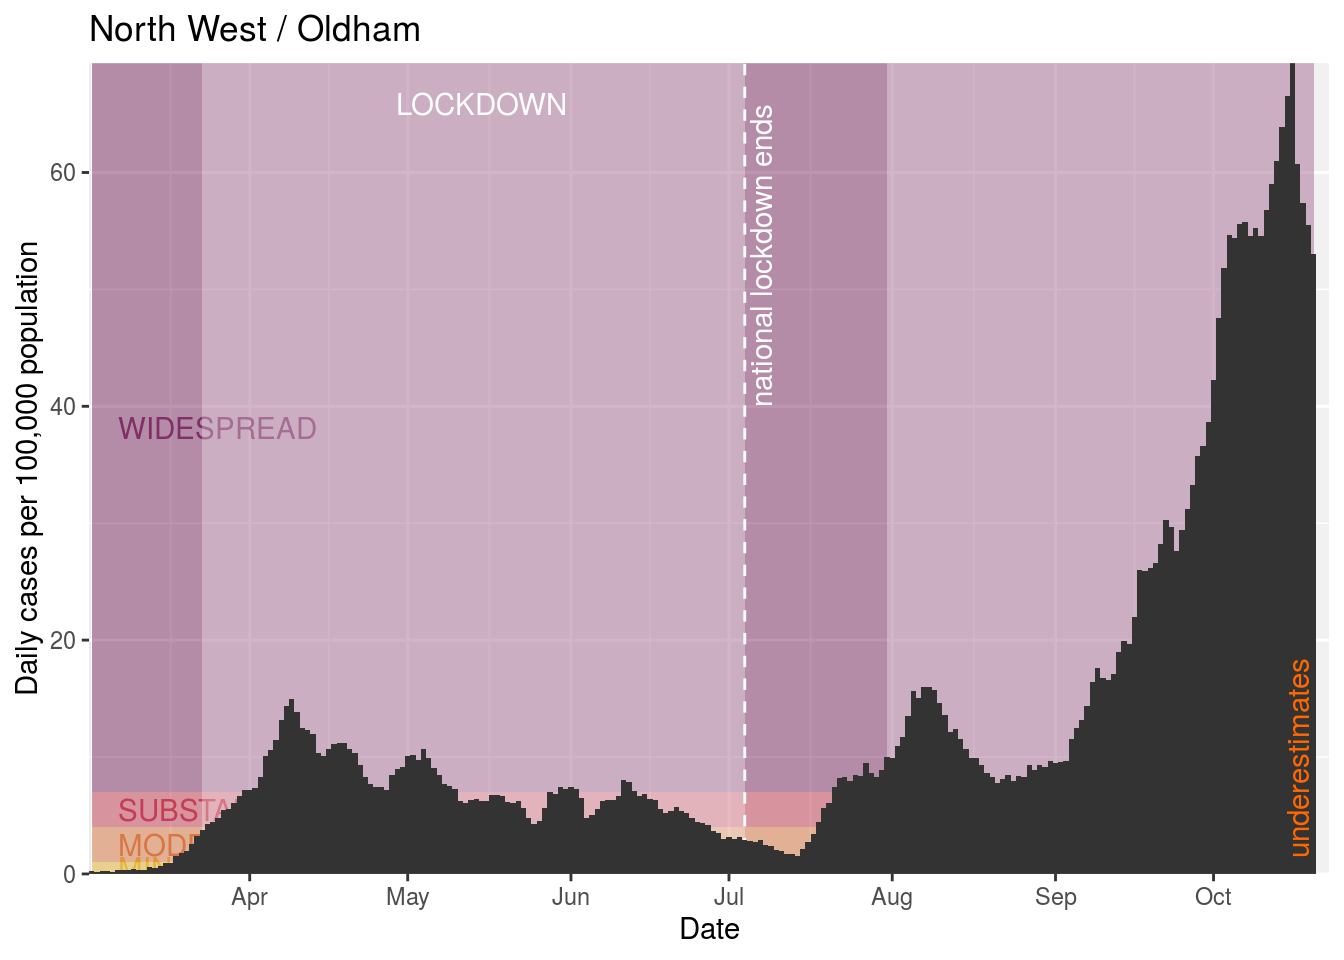 North West / Oldham
LOCKDOWN
national lockdown ends
WIDESPREAD
underestimates
60
40
20
0
Daily cases per 100,000 population
Apr May Jun Jul Aug Sep Oct
Date